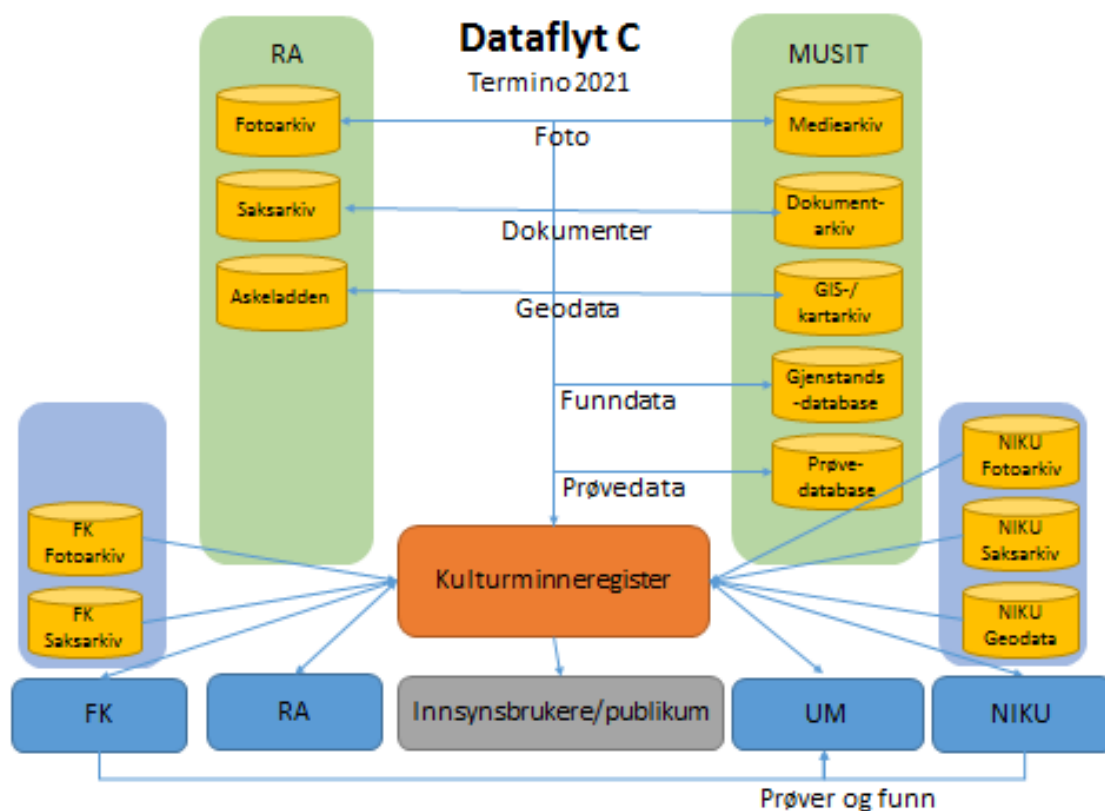 Dataflyt C
Termino 2021
RA
MUSIT
Fotoarkiv
Mediearkiv
Foto
Saksarkiv
Dokument-
arkiv
Dokumenter
Askeladden
GIS-/
kartarkiv
Geodata
Gjenstands
-database
Funndata
Prøve-
database
Prøvedata
FK
Fotoarkiv
FK
Saksarkiv
NIKU
Fotoarkiv
NIKU
Saksarkiv
NIKU
Geodata
Kulturminneregister
FK
RA
Innsynsbrukere/publikum
UM
NIKU
Prøver og funn